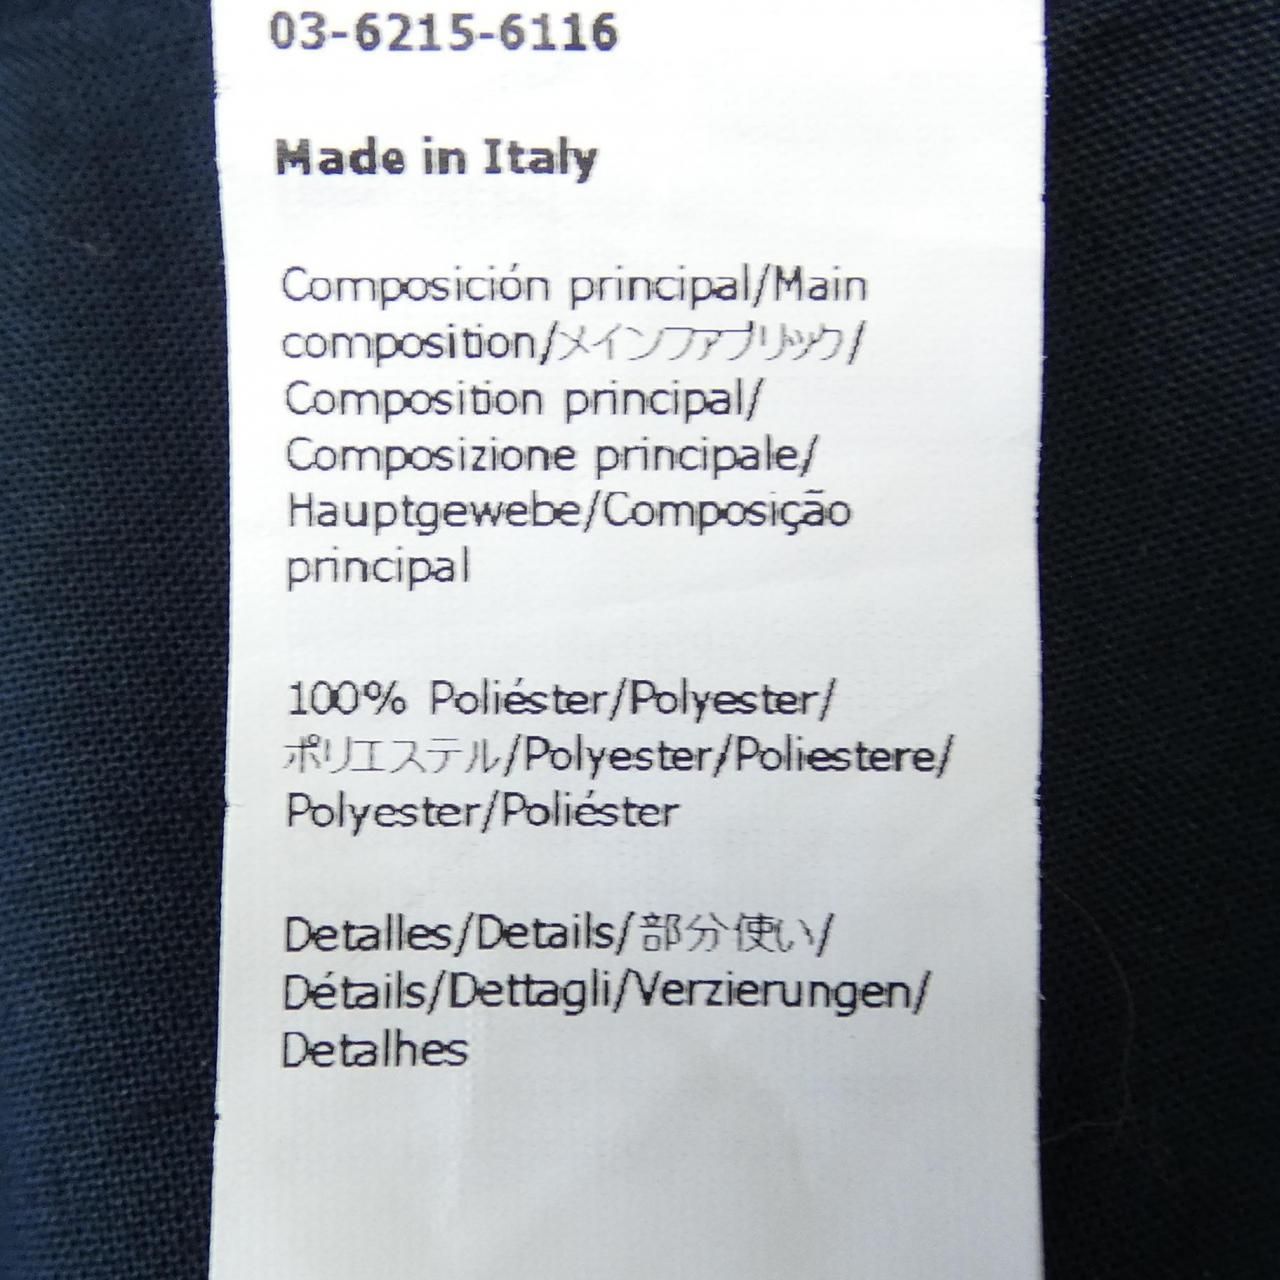 03-6215-6116
Made in Italy
Composición principal/Main
composition/メインファブリック/
Composition principal/
Composizione principale/
Hauptgewebe/Composição
principal
100% Poliéster/Polyester/
ポリエステル/Polyester/Poliestere/
Polyester/Poliéster
Detalles/Details/部分使い/
Détails/Dettagli/Verzierungen/
Detalhes